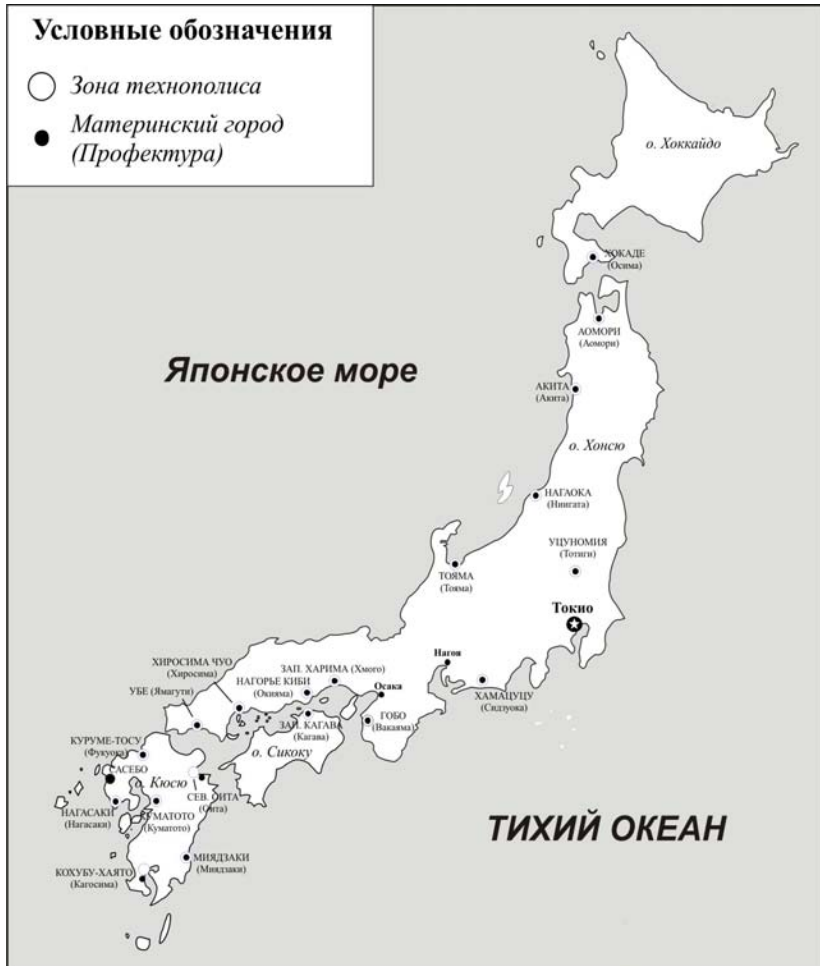 Условные обозначения
Зона технополиса
Материнский город
(Профектура)
о. Хоккайдо
ХОКАДЕ
(Осима)
АОМОРИ
(Аомори)
Японское море
АКИТА
(Акита)
о. Хонсю
НАГАОКА
(Ниигата)
УЦУНОМИЯ
(Тотиги)
ТОЯМА
(Тояма)
Токио
Нагоя
ХИРОСИМА ЧУО
(Хиросима)
ЗАП. ХАРИМА (Хмого)
НАГОРЬЕ КИБИ
(Окияма)
Осака
ХАМАЦУЦУ
(Сидзуока)
УБЕ (Ямагути)
ГОБО
(Вакаяма)
ЗАП. КАГАВА
(Кагава)
КУРУМЕ-ТОСУ
(Фукуока)
о. Сикоку
САСЕБО
о. Кюсю
СЕВ. ОИТА
(Оита)
НАГАСАКИ
(Нагасаки)
КУМАТОТО
(Куматото)
ТИХИЙ ОКЕАН
МИЯДЗАКИ
(Миядзаки)
КОХУБУ-ХАЯТО
(Кагосима)